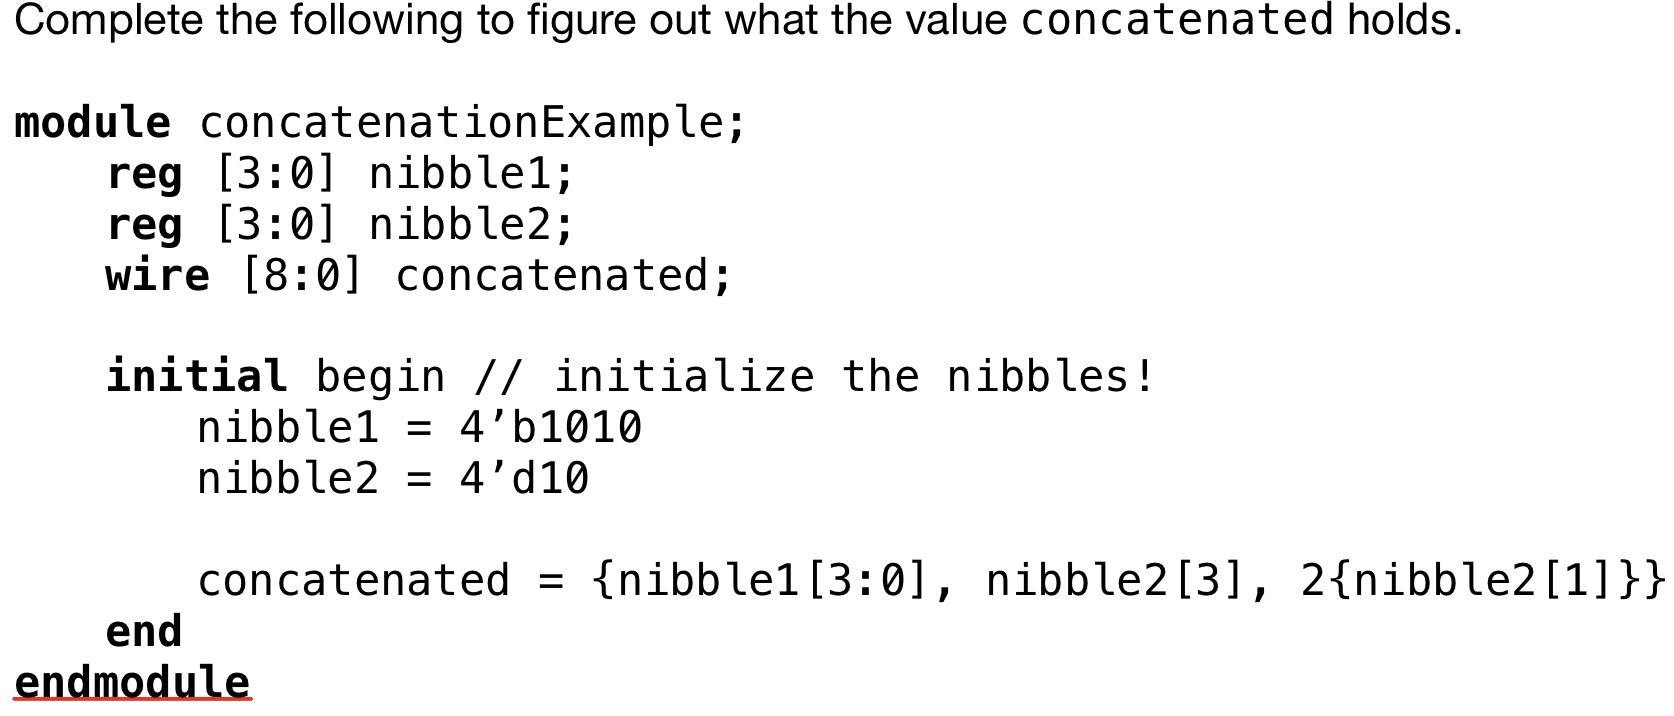 Complete the following to figure out what the value concatenated holds.
module concatenationExample;
reg [3:0] nibble1;
reg [3:0] nibble2;
wire [8:0] concatenated;
initial begin // initialize the nibbles!
nibble1 = 4’b1010
nibble2 = 4’d10
concatenated = {nibble1[3:0], nibble2[3], 2{nibble2[1]}}
end
endmodule